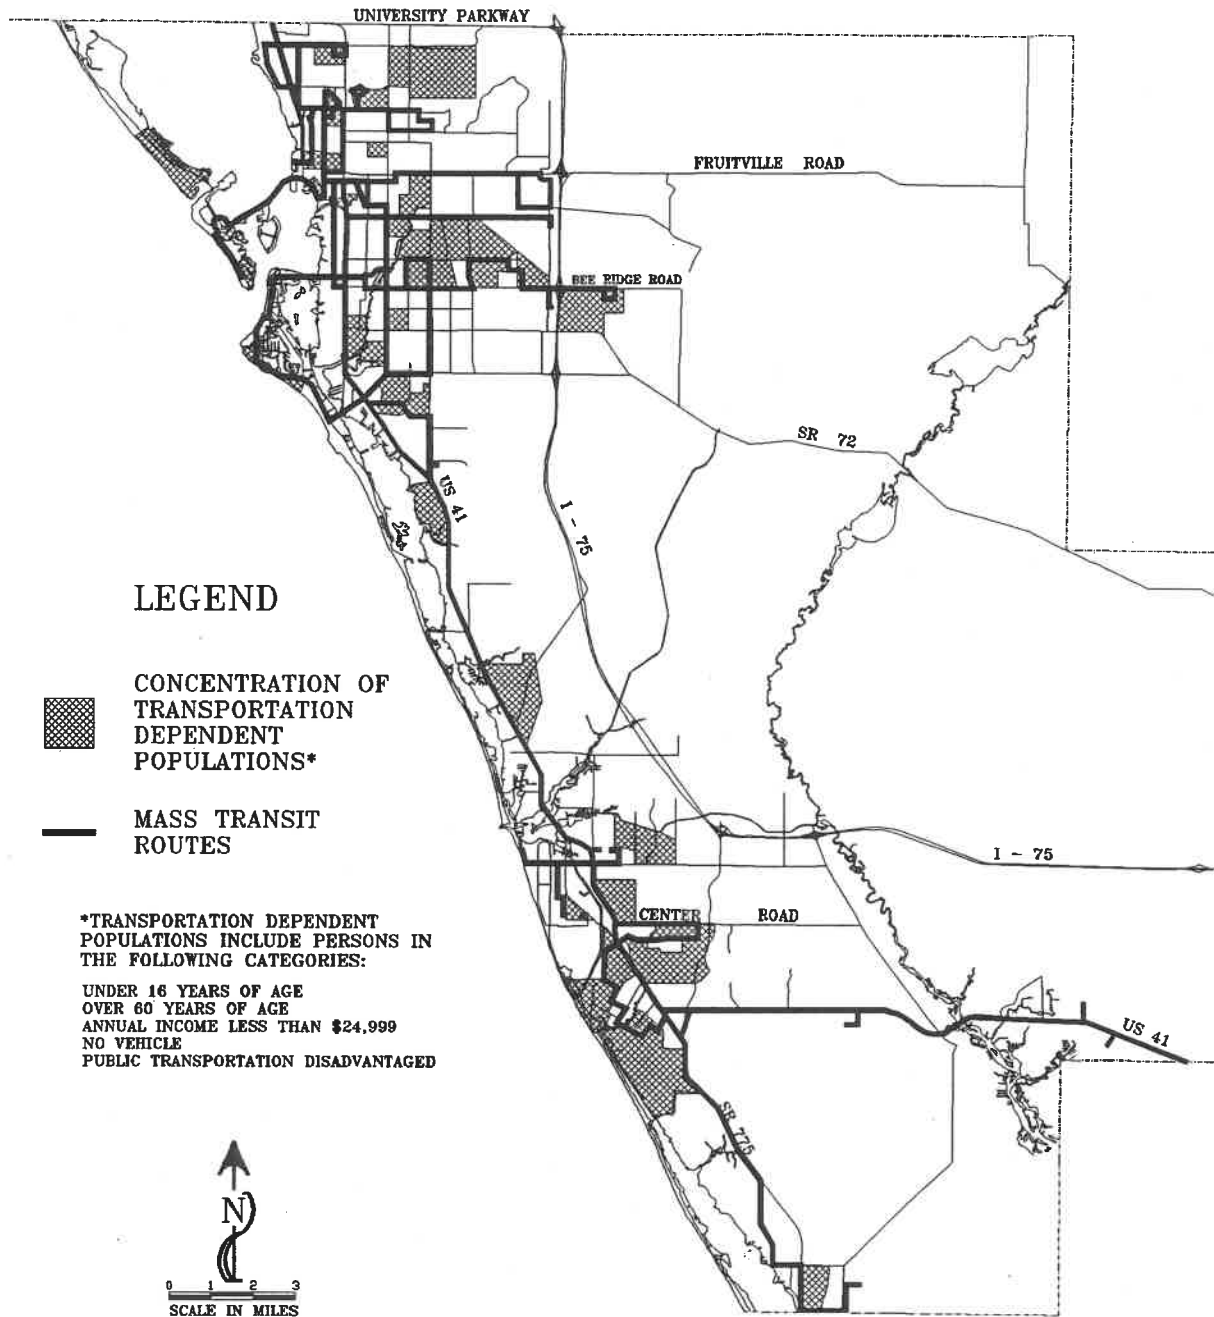 UNIVERSITY PARKWAY
FRUITVILLE ROAD
BEE RIDGE ROAD
SR 72
US 41
I - 75
LEGEND
CONCENTRATION OF
TRANSPORTATION
DEPENDENT
POPULATIONS*
MASS TRANSIT
ROUTES
I - 75
CENTER ROAD
*TRANSPORTATION DEPENDENT
POPULATIONS INCLUDE PERSONS IN
THE FOLLOWING CATEGORIES:
UNDER 16 YEARS OF AGE
OVER 60 YEARS OF AGE
ANNUAL INCOME LESS THAN $24,999
NO VEHICLE
PUBLIC TRANSPORTATION DISADVANTAGED
US 41
SR 775
N
0 1 2 3
SCALE IN MILES